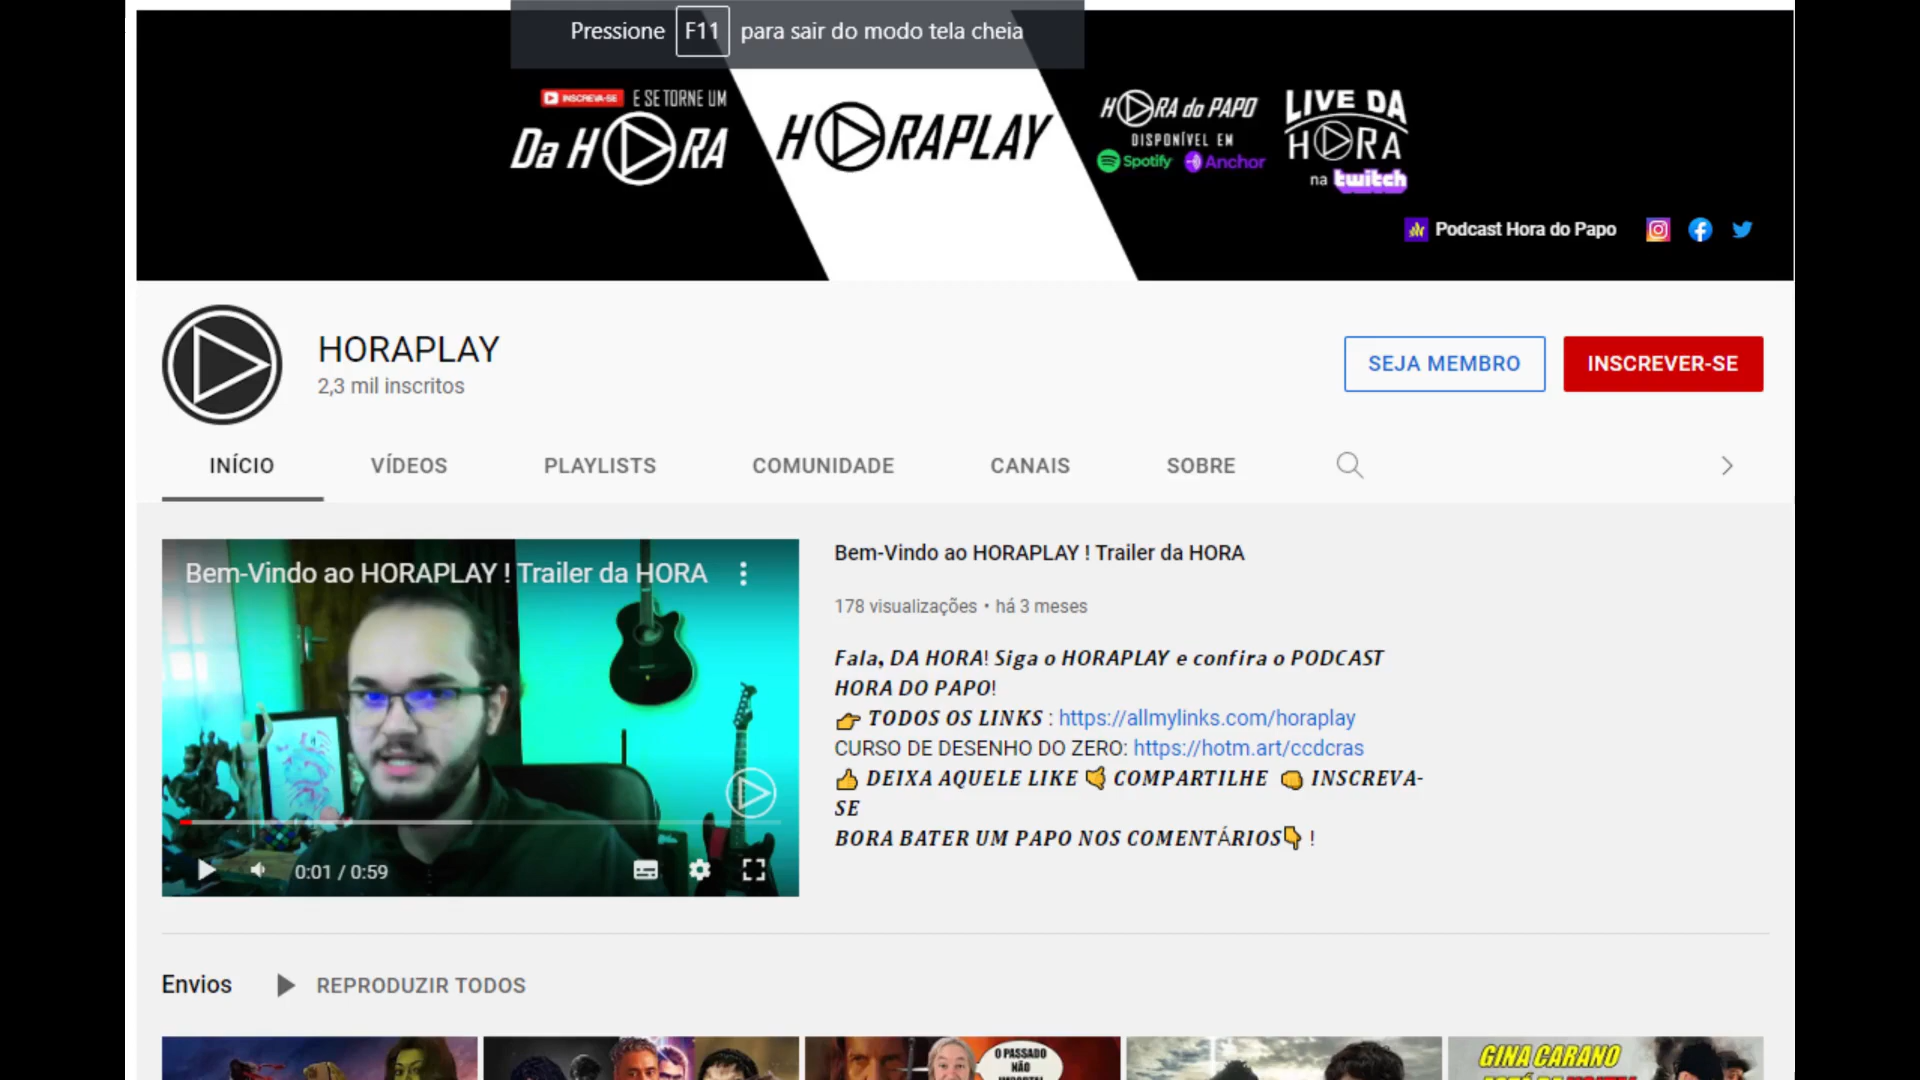 Pressione F11 para sair do modo tela cheia
INSCREVA-SE E SE TORNE UM
Da HORA
HORAPLAY
HORA do PAPO
DISPONÍVEL EM
Spotify Anchor
LIVE DA
HORA
na twitch
Podcast Hora do Papo
HORAPLAY
2,3 mil inscritos
SEJA MEMBRO
INSCREVER-SE
INÍCIO VÍDEOS PLAYLISTS COMUNIDADE CANAIS SOBRE
Bem-Vindo ao HORAPLAY ! Trailer da HORA
0:01 / 0:59
Bem-Vindo ao HORAPLAY ! Trailer da HORA
178 visualizações • há 3 meses
Fala, DA HORA! Siga o HORAPLAY e confira o PODCAST
HORA DO PAPO!
👉 TODOS OS LINKS : https://allmylinks.com/horaplay
CURSO DE DESENHO DO ZERO: https://hotm.art/ccdcras
👍 DEIXA AQUELE LIKE 🤙 COMPARTILHE 👊 INSCREVA-
SE
BORA BATER UM PAPO NOS COMENTÁRIOS👇 !
Envios REPRODUZIR TODOS
O PASSADO
NÃO
GINA CARANO